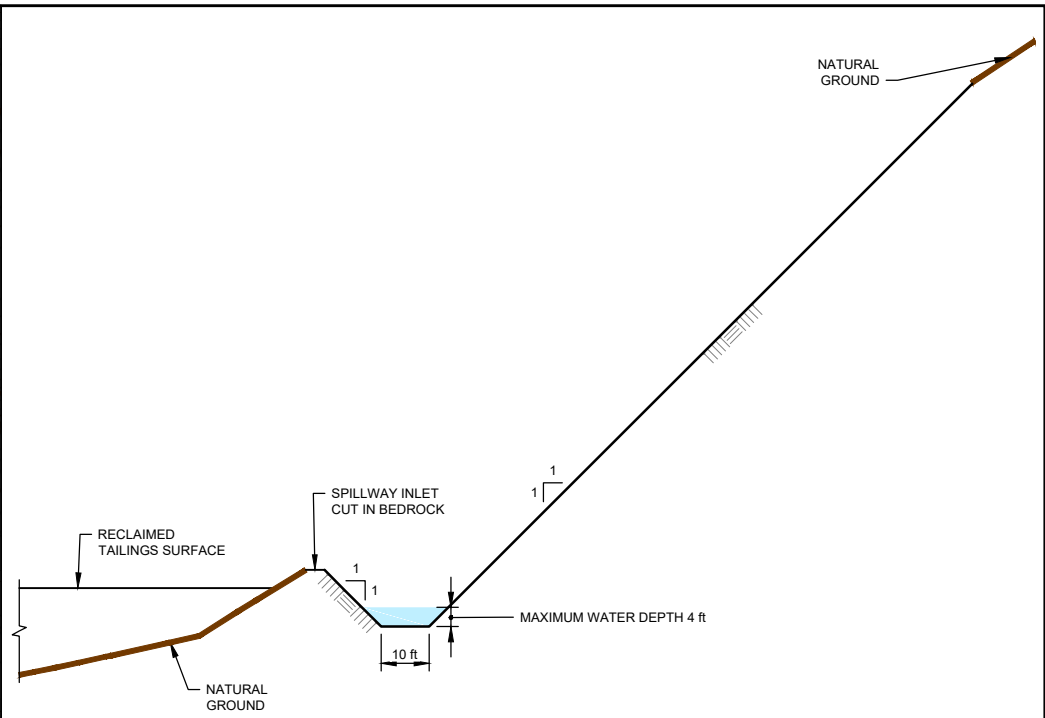 NATURAL
GROUND
1
1
SPILLWAY INLET
CUT IN BEDROCK
RECLAIMED
TAILINGS SURFACE
1
1
MAXIMUM WATER DEPTH 4 ft
10 ft
NATURAL
GROUND